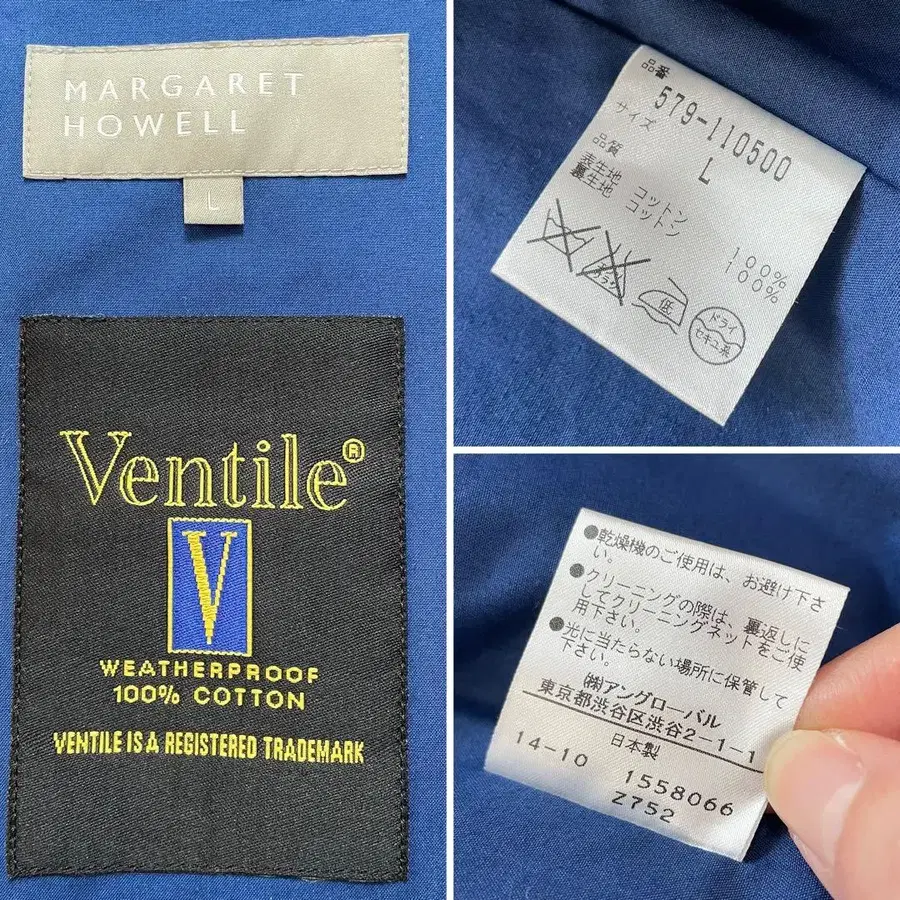 MARGARET
HOWELL
L
Ventile®
V
WEATHERPROOF
100% COTTON
VENTILE IS A REGISTERED TRADEMARK
品番
579-110500
サイズ
L
品質
表生地 コットン 100%
裏生地 コットン 100%
低
ドライ
セキユ系
●乾燥機のご使用は、お避け下さ
い。
●クリーニングの際は、裏返しに
してクリーニングネットをご使
用下さい。
●光に当たらない場所に保管して
下さい。
㈱アングローバル
東京都渋谷区渋谷2-1-1
日本製
14-10 1558066
Z752